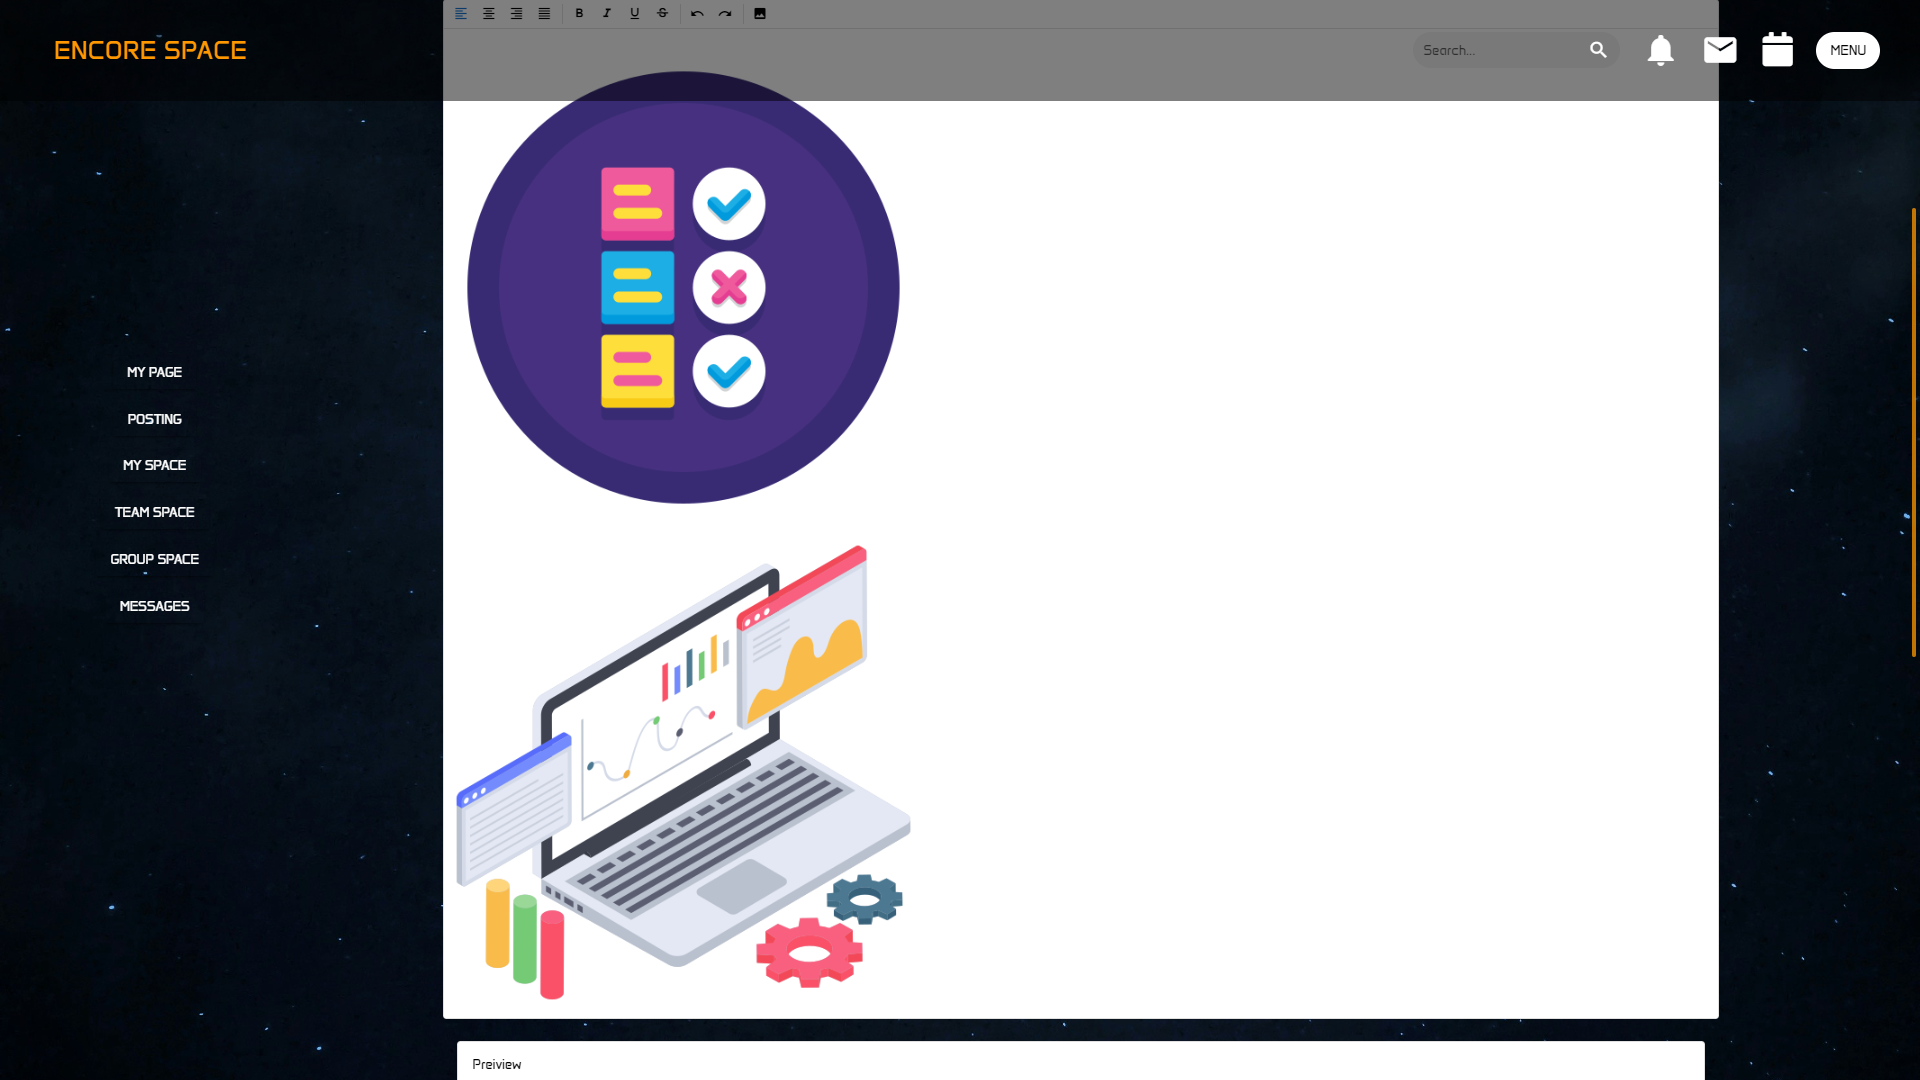 B I U S
ENCORE SPACE
Search...
MENU
MY PAGE
POSTING
MY SPACE
TEAM SPACE
GROUP SPACE
MESSAGES
Preiview